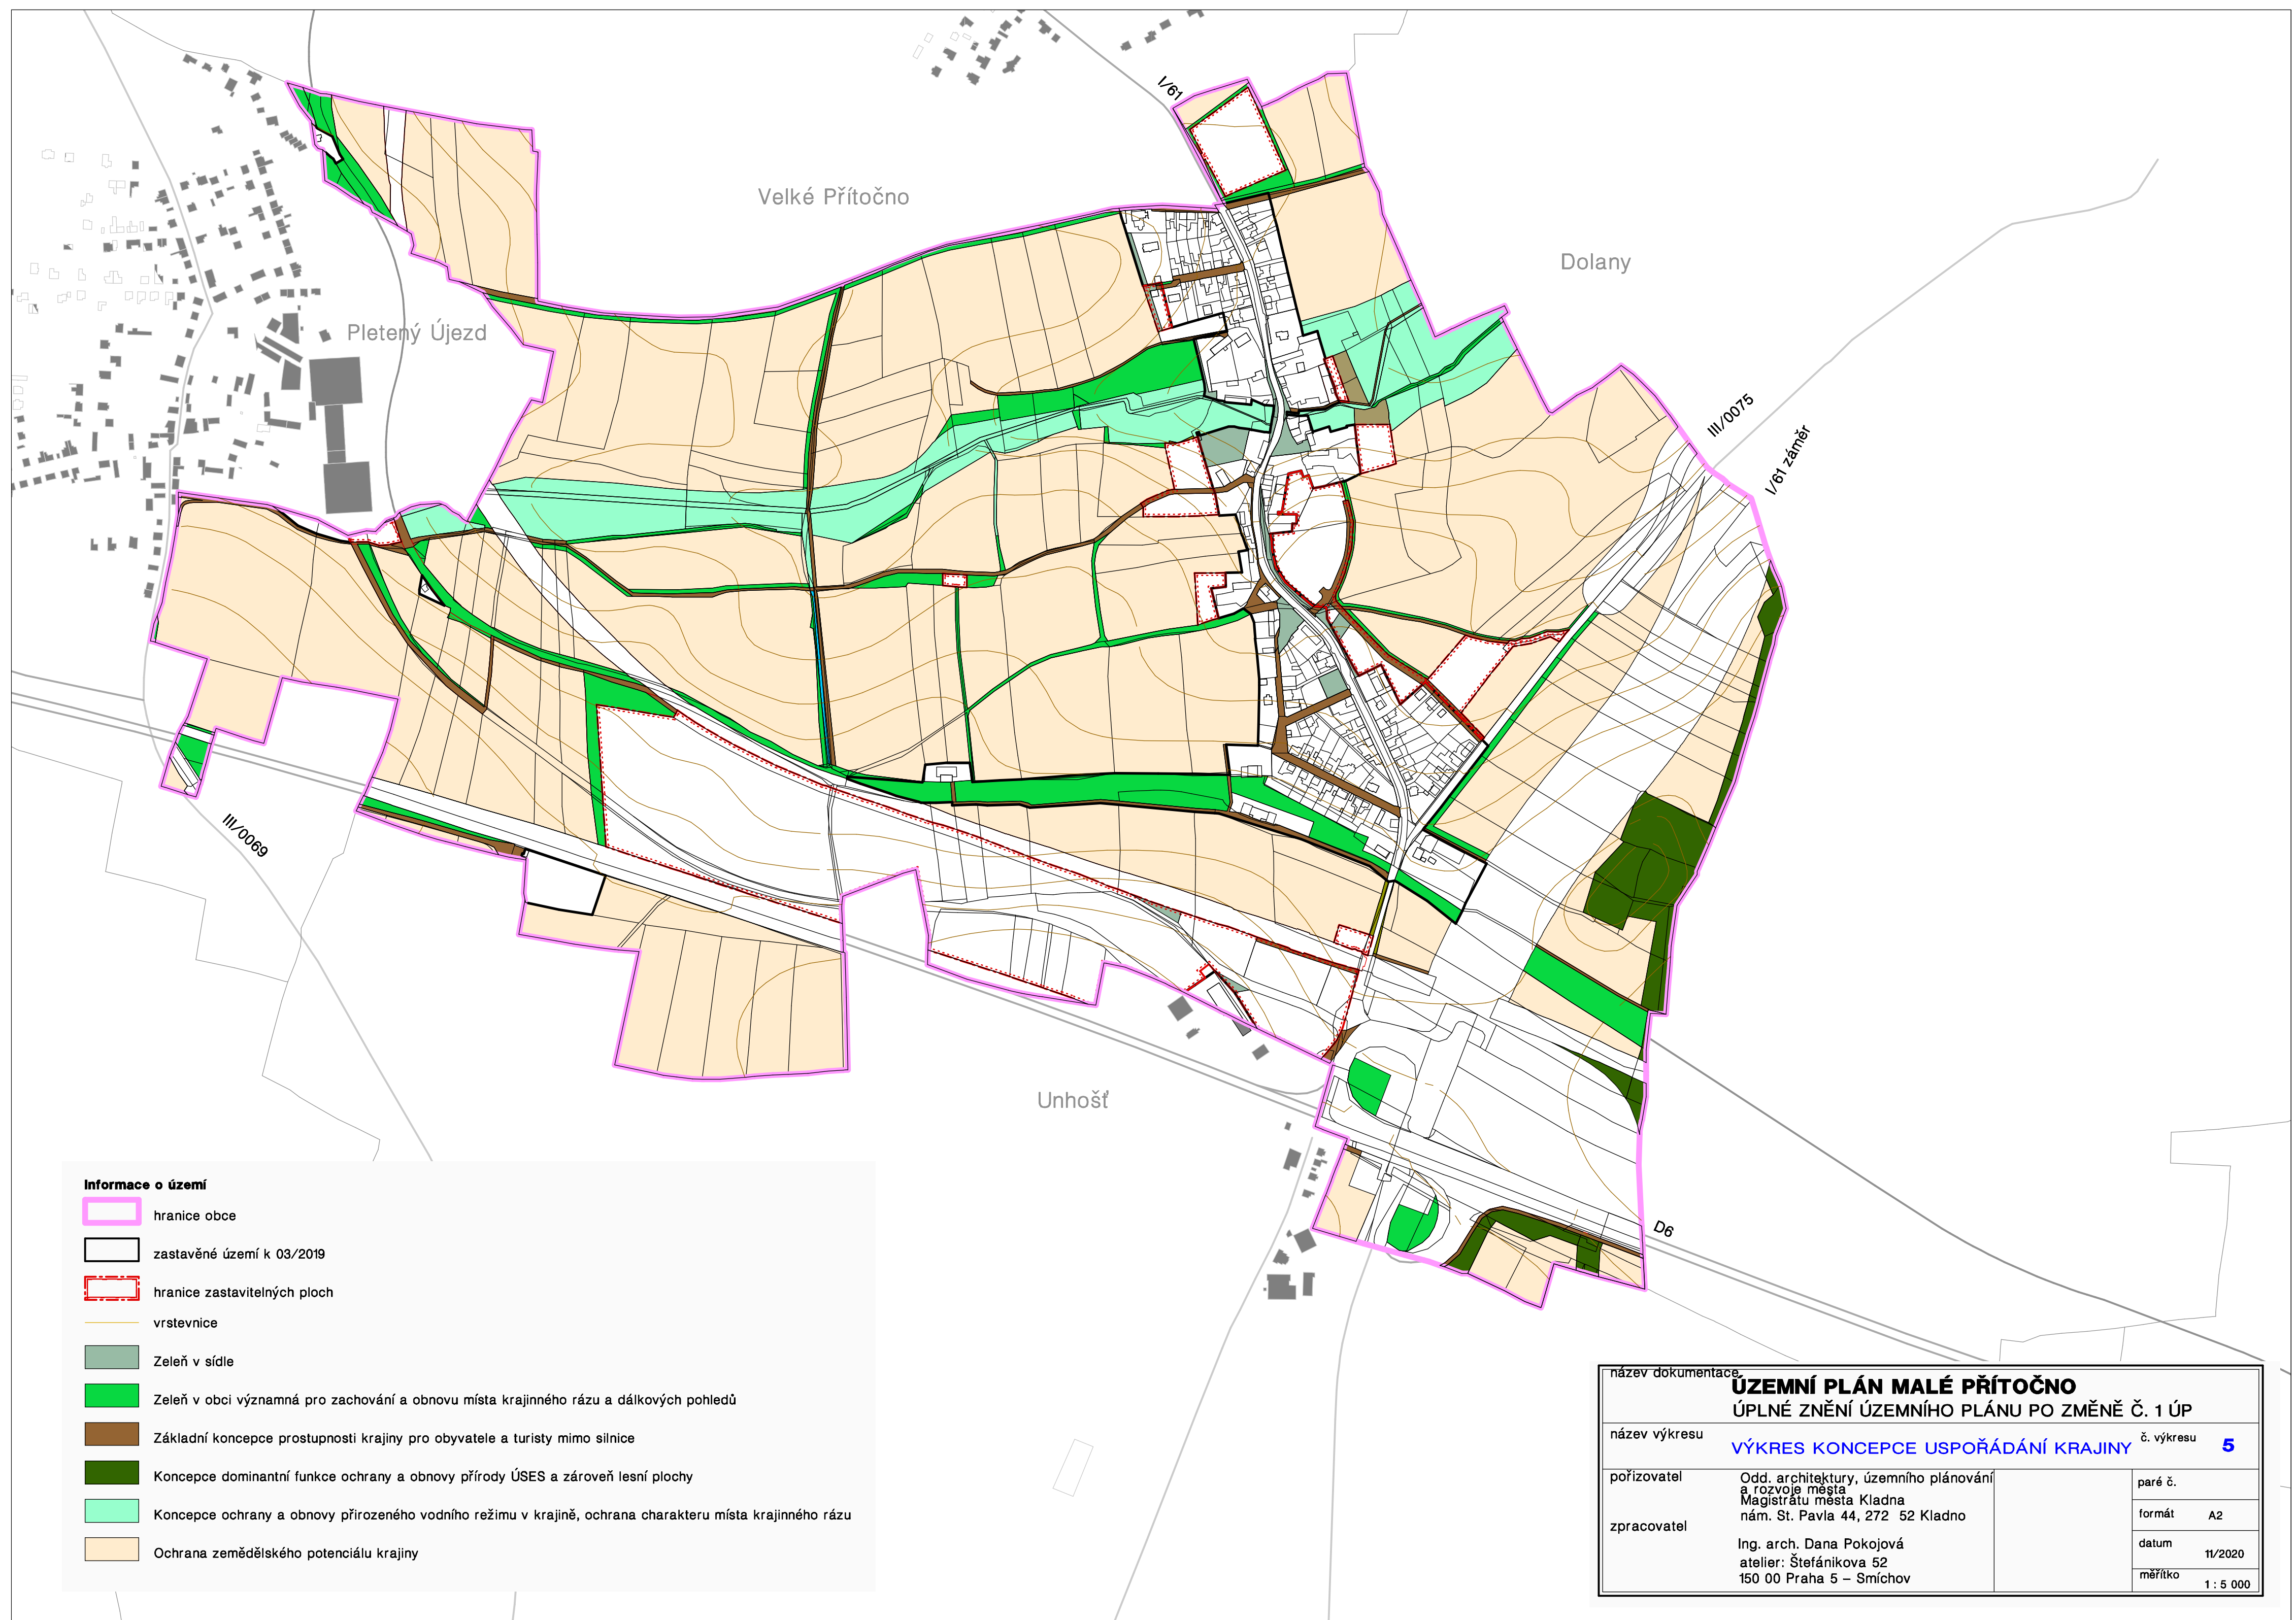 I/61
Velké Přítočno
Dolany
Pletený Újezd
III/0075
I/61 záměr
III/0069
Unhošť
D6
Informace o území
hranice obce
zastavěné území k 03/2019
hranice zastavitelných ploch
vrstevnice
Zeleň v sídle
Zeleň v obci významná pro zachování a obnovu místa krajinného rázu a dálkových pohledů
Základní koncepce prostupnosti krajiny pro obyvatele a turisty mimo silnice
Koncepce dominantní funkce ochrany a obnovy přírody ÚSES a zároveň lesní plochy
Koncepce ochrany a obnovy přirozeného vodního režimu v krajině, ochrana charakteru místa krajinného rázu
Ochrana zemědělského potenciálu krajiny
název dokumentace
ÚZEMNÍ PLÁN MALÉ PŘÍTOČNO
ÚPLNÉ ZNĚNÍ ÚZEMNÍHO PLÁNU PO ZMĚNĚ Č. 1 ÚP
název výkresu
VÝKRES KONCEPCE USPOŘÁDÁNÍ KRAJINY
č. výkresu 5
pořizovatel
Odd. architektury, územního plánování
a rozvoje města
Magistrátu města Kladna
nám. St. Pavla 44, 272 52 Kladno
zpracovatel
Ing. arch. Dana Pokojová
atelier: Štefánikova 52
150 00 Praha 5 – Smíchov
paré č.
formát A2
datum 11/2020
měřítko 1 : 5 000